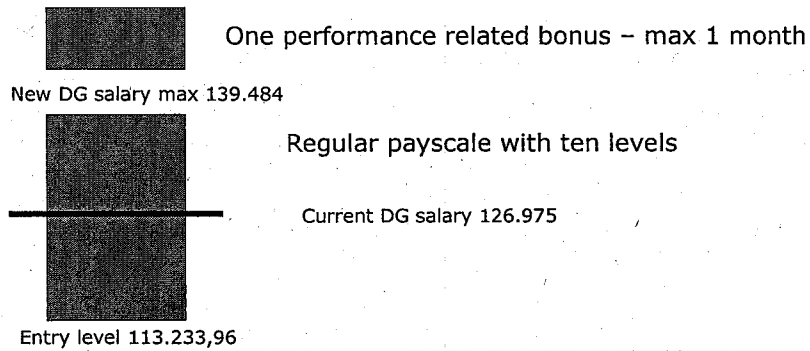 One performance related bonus – max 1 month
New DG salary max 139.484
Regular payscale with ten levels
Current DG salary 126.975
Entry level 113.233,96